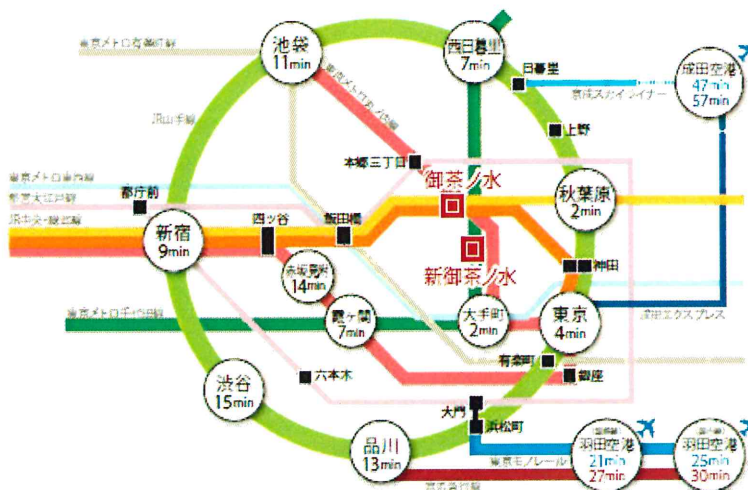 東京メトロ有楽町線
池袋
11min
西日暮里
7min
日暮里
成田空港
47min
57min
京成スカイライナー
東京メトロ丸ノ内線
JR山手線
上野
本郷三丁目
御茶ノ水
秋葉原
2min
東京メトロ東西線
都営大江戸線
都庁前
JR中央・総武線
新宿
9min
四ッ谷
飯田橋
新御茶ノ水
神田
赤坂見附
14min
霞ヶ関
7min
大手町
2min
東京
4min
成田エクスプレス
東京メトロ千代田線
有楽町
銀座
六本木
渋谷
15min
大門
浜松町
品川
13min
東京モノレール
羽田空港
21min
27min
羽田空港
25min
30min